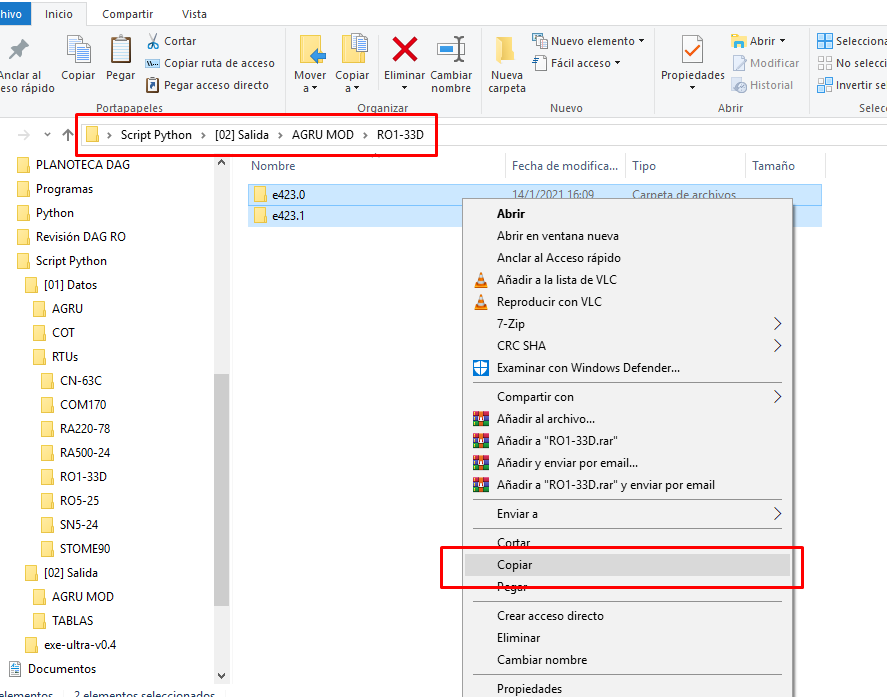 hivo Inicio Compartir Vista
Anclar al
eso rápido
Copiar
Pegar
Cortar
Copiar ruta de acceso
Pegar acceso directo
Portapapeles
Mover
a
Copiar
a
Eliminar
Cambiar
nombre
Organizar
Nueva
carpeta
Nuevo elemento
Fácil acceso
Nuevo
Propiedades
Abrir
Modificar
Historial
Abrir
Selecciona
No selecci
Invertir se
Selec
Script Python > [02] Salida > AGRU MOD > RO1-33D
PLANOTECA DAG
Programas
Python
Revisión DAG RO
Script Python
[01] Datos
AGRU
COT
RTUs
CN-63C
COM170
RA220-78
RA500-24
RO1-33D
RO5-25
SN5-24
STOME90
[02] Salida
AGRU MOD
TABLAS
exe-ultra-v0.4
Documentos
elementos 2 elementos seleccionados
Nombre Fecha de modifica... Tipo Tamaño
e423.0 14/1/2021 16:09 Carpeta de archivos
e423.1
Abrir
Abrir en ventana nueva
Anclar al Acceso rápido
Añadir a la lista de VLC
Reproducir con VLC
7-Zip
CRC SHA
Examinar con Windows Defender...
Compartir con
Añadir al archivo...
Añadir a "RO1-33D.rar"
Añadir y enviar por email...
Añadir a "RO1-33D.rar" y enviar por email
Enviar a
Cortar
Copiar
Pegar
Crear acceso directo
Eliminar
Cambiar nombre
Propiedades